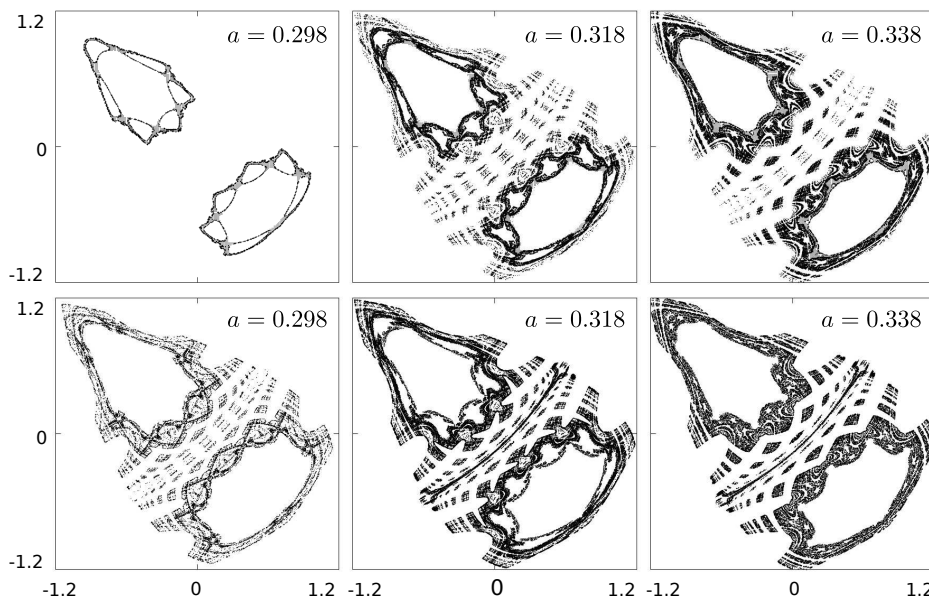 1.2
0
-1.2
a = 0.298
a = 0.318
a = 0.338
1.2
0
-1.2
a = 0.298
a = 0.318
a = 0.338
-1.2 0 1.2 -1.2 0 1.2 -1.2 0 1.2